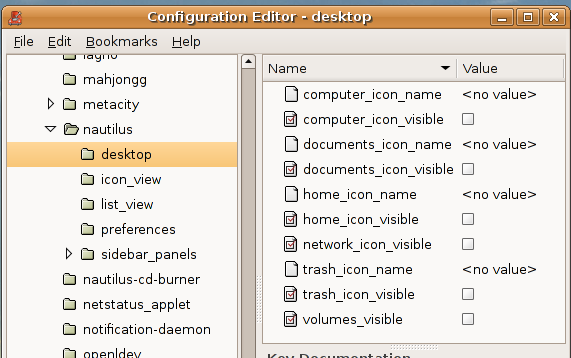 Configuration Editor - desktop
File Edit Bookmarks Help
mahjongg
metacity
nautilus
desktop
icon_view
list_view
preferences
sidebar_panels
nautilus-cd-burner
netstatus_applet
notification-daemon
Name Value
computer_icon_name <no value>
computer_icon_visible
documents_icon_name <no value>
documents_icon_visible
home_icon_name <no value>
home_icon_visible
network_icon_visible
trash_icon_name <no value>
trash_icon_visible
volumes_visible
Key Documentation